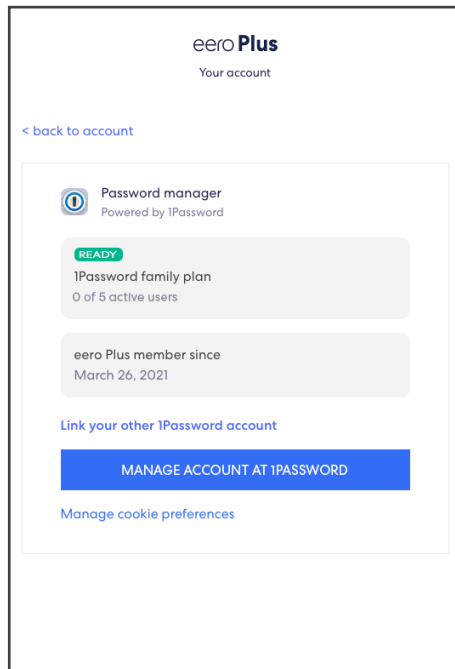 eero Plus
Your account
< back to account
Password manager
Powered by 1Password
READY
1Password family plan
0 of 5 active users
eero Plus member since
March 26, 2021
Link your other 1Password account
MANAGE ACCOUNT AT 1PASSWORD
Manage cookie preferences